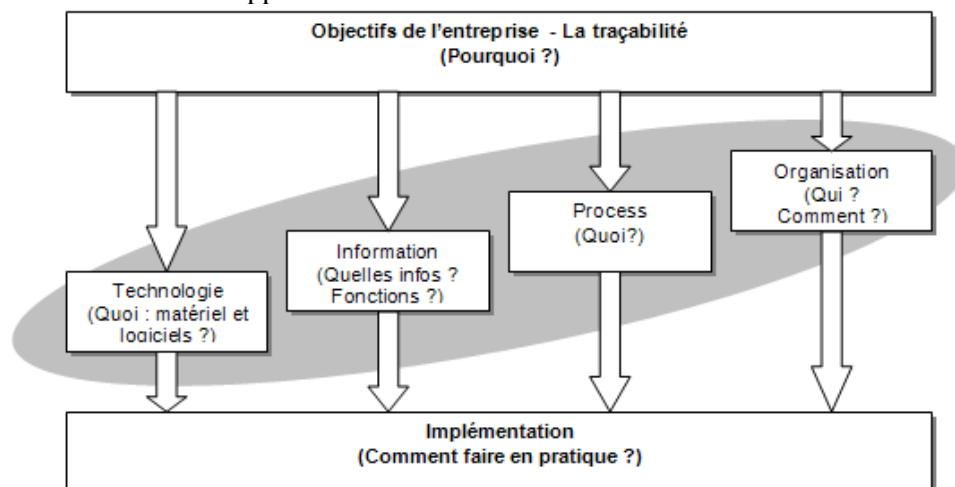 Objectifs de l'entreprise - La traçabilité
(Pourquoi ?)
Organisation
(Qui ?
Comment ?)
Process
(Quoi?)
Information
(Quelles infos ?
Fonctions ?)
Technologie
(Quoi : matériel et
logiciels ?)
Implémentation
(Comment faire en pratique ?)